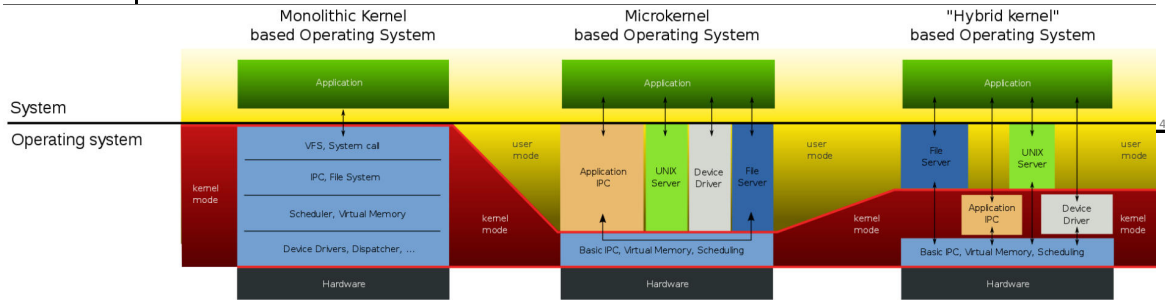 Monolithic Kernel
based Operating System
Microkernel
based Operating System
"Hybrid kernel"
based Operating System
Application
Application
Application
System
Operating system
4
VFS, System call
IPC, File System
Scheduler, Virtual Memory
Device Drivers, Dispatcher, ...
kernel
mode
kernel
mode
user
mode
Application
IPC
UNIX
Server
Device
Driver
File
Server
Basic IPC, Virtual Memory, Scheduling
user
mode
kernel
mode
File
Server
UNIX
Server
Application
IPC
Device
Driver
user
mode
kernel
mode
Basic IPC, Virtual Memory, Scheduling
Hardware
Hardware
Hardware